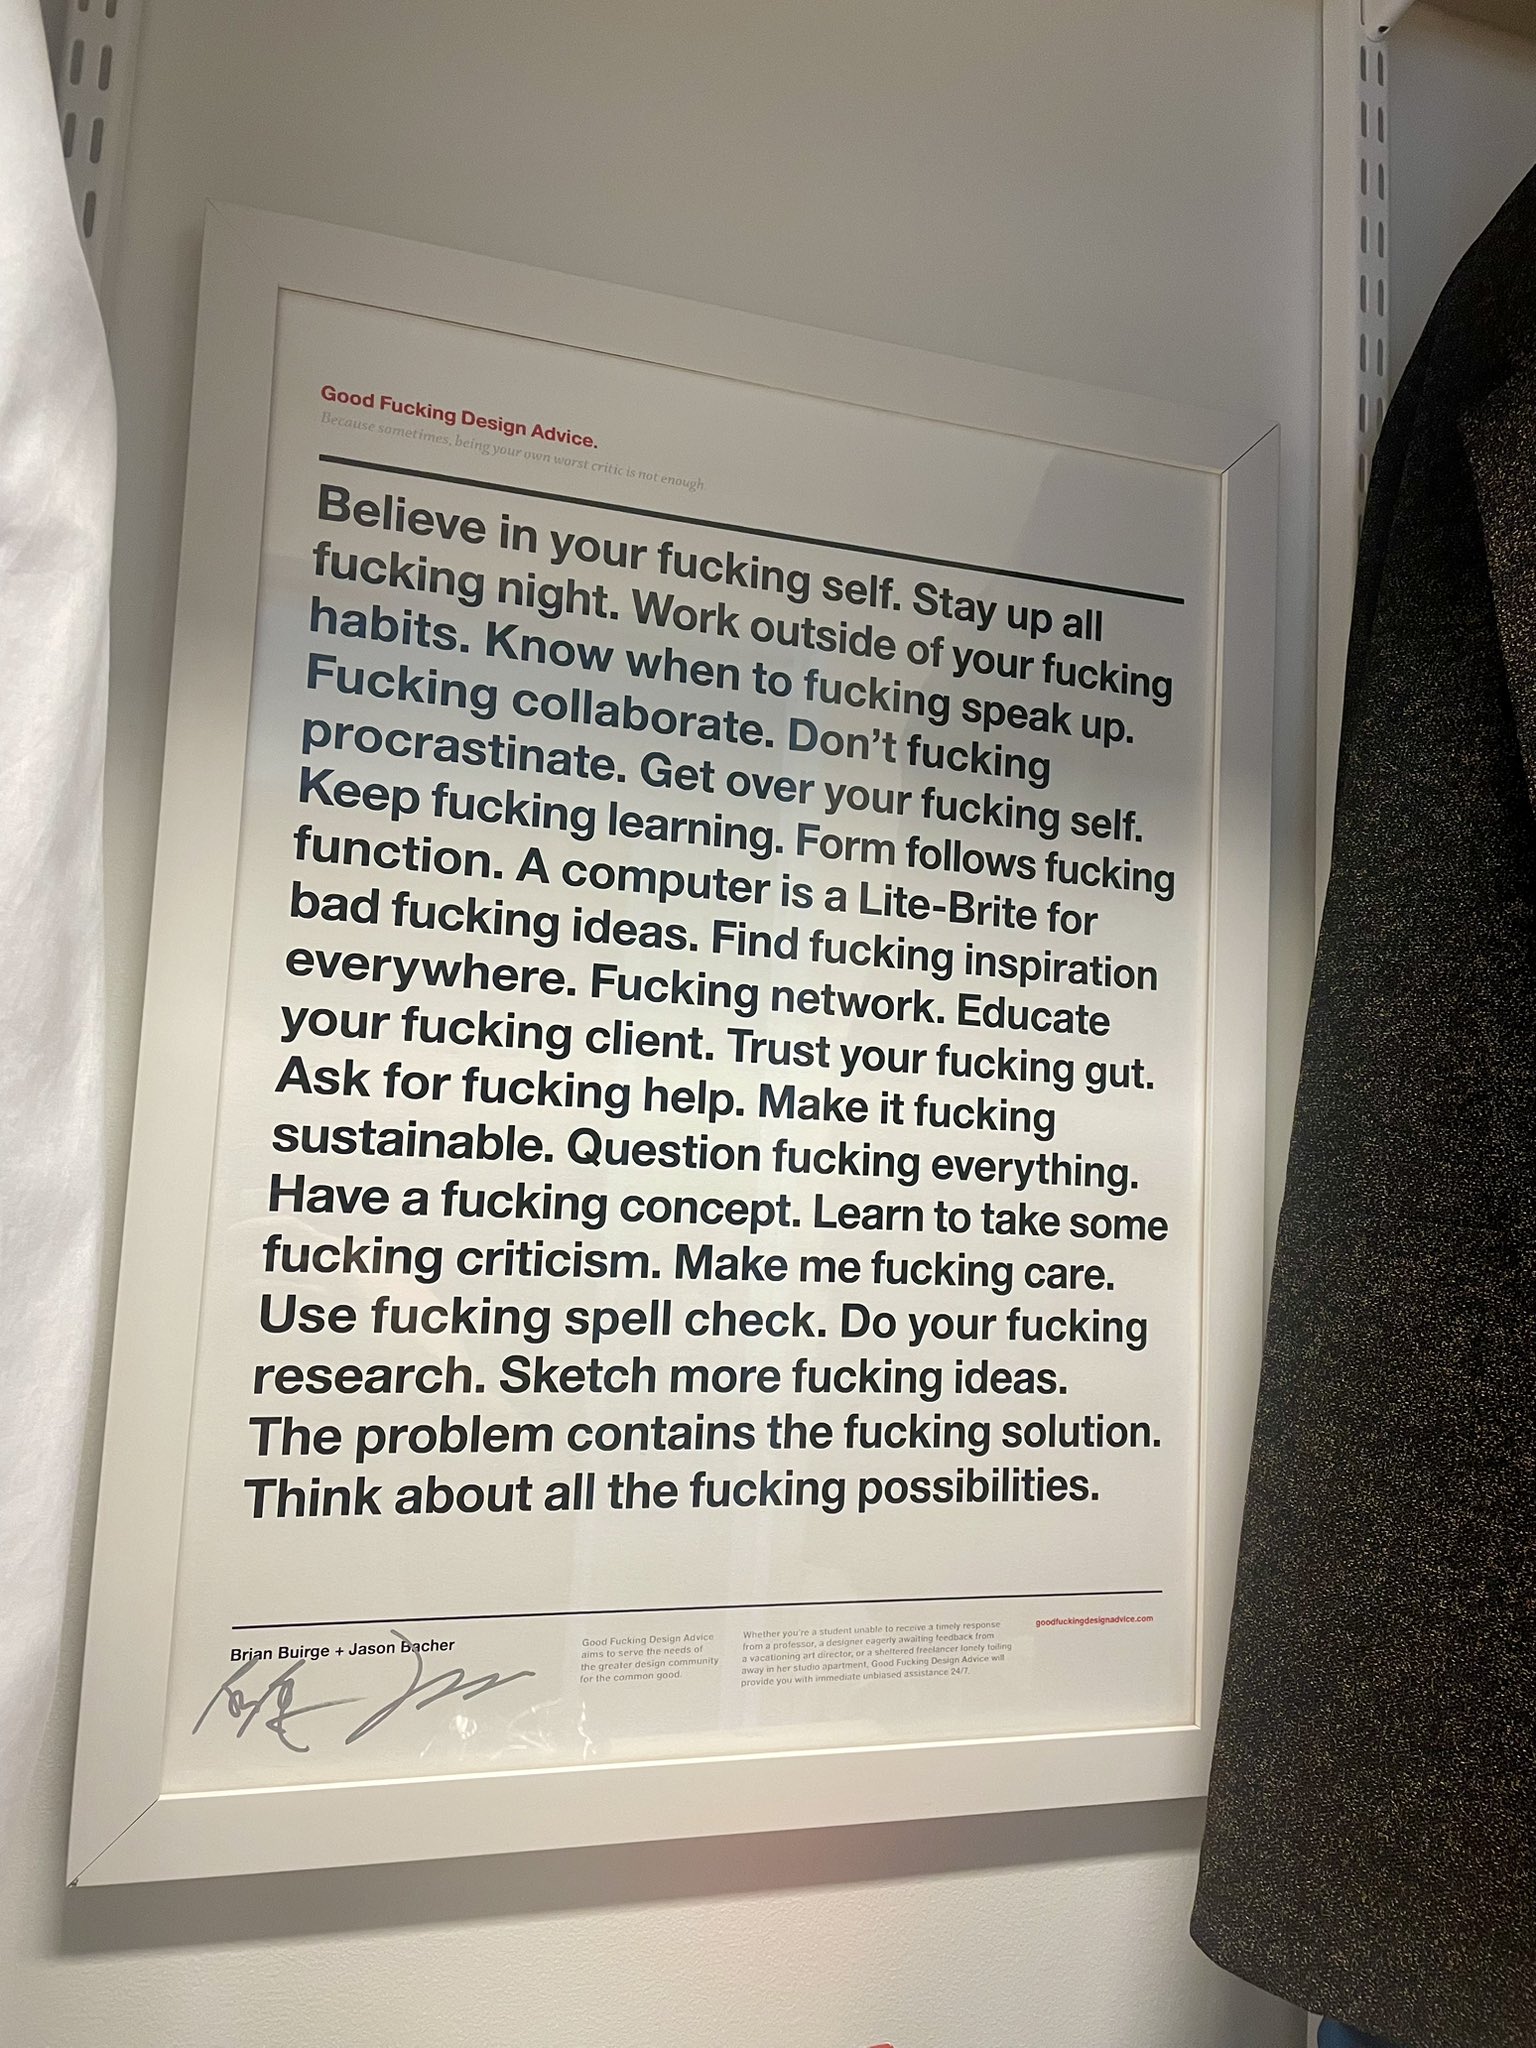 Good Fucking Design Advice.
Because sometimes, being your own worst critic is not enough
Believe in your fucking self. Stay up all
fucking night. Work outside of your fucking
habits. Know when to fucking speak up.
Fucking collaborate. Don’t fucking
procrastinate. Get over your fucking self.
Keep fucking learning. Form follows fucking
function. A computer is a Lite-Brite for
bad fucking ideas. Find fucking inspiration
everywhere. Fucking network. Educate
your fucking client. Trust your fucking gut.
Ask for fucking help. Make it fucking
sustainable. Question fucking everything.
Have a fucking concept. Learn to take some
fucking criticism. Make me fucking care.
Use fucking spell check. Do your fucking
research. Sketch more fucking ideas.
The problem contains the fucking solution.
Think about all the fucking possibilities.
Brian Buirge + Jason Bacher
Good Fucking Design Advice
aims to serve the needs of
the greater design community
for the common good.
Whether you're a student unable to receive a timely response
from a professor, a designer eagerly awaiting feedback from
a vacationing art director, or a sheltered freelancer lonely toiling
away in her studio apartment, Good Fucking Design Advice will
provide you with immediate unbiased assistance 24/7.
goodfuckingdesignadvice.com